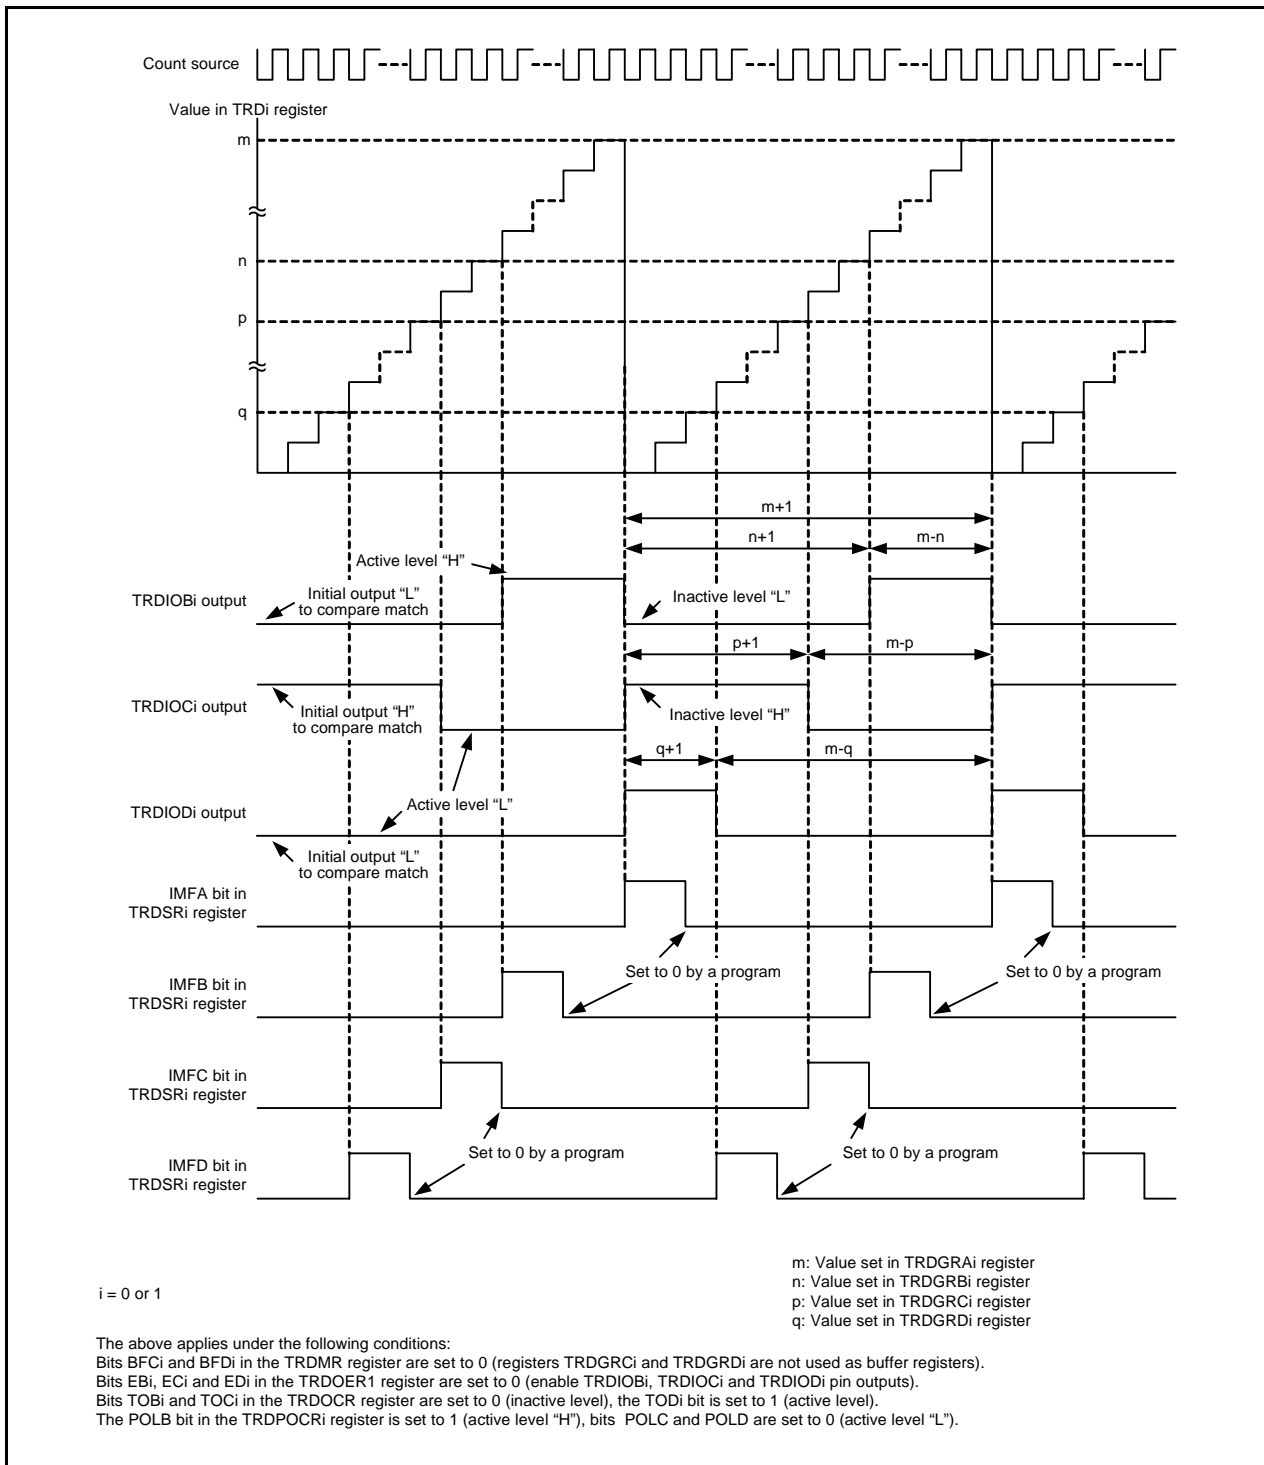 Count source
Value in TRDi register
m
n
p
q
m+1
n+1
m-n
Active level “H”
TRDIOBi output
Initial output “L”
to compare match
Inactive level “L”
p+1
m-p
TRDIOCi output
Initial output “H”
to compare match
Inactive level “H”
q+1
m-q
TRDIODi output
Active level “L”
Initial output “L”
to compare match
IMFA bit in
TRDSRi register
Set to 0 by a program
Set to 0 by a program
IMFB bit in
TRDSRi register
IMFC bit in
TRDSRi register
Set to 0 by a program
Set to 0 by a program
IMFD bit in
TRDSRi register
m: Value set in TRDGRAi register
n: Value set in TRDGRBi register
p: Value set in TRDGRCi register
q: Value set in TRDGRDi register
i = 0 or 1
The above applies under the following conditions:
Bits BFCi and BFDi in the TRDMR register are set to 0 (registers TRDGRCi and TRDGRDi are not used as buffer registers).
Bits EBi, ECi and EDi in the TRDOER1 register are set to 0 (enable TRDIOBi, TRDIOCi and TRDIODi pin outputs).
Bits TOBi and TOCi in the TRDOCR register are set to 0 (inactive level), the TODi bit is set to 1 (active level).
The POLB bit in the TRDPOCRi register is set to 1 (active level “H”), bits POLC and POLD are set to 0 (active level “L”).